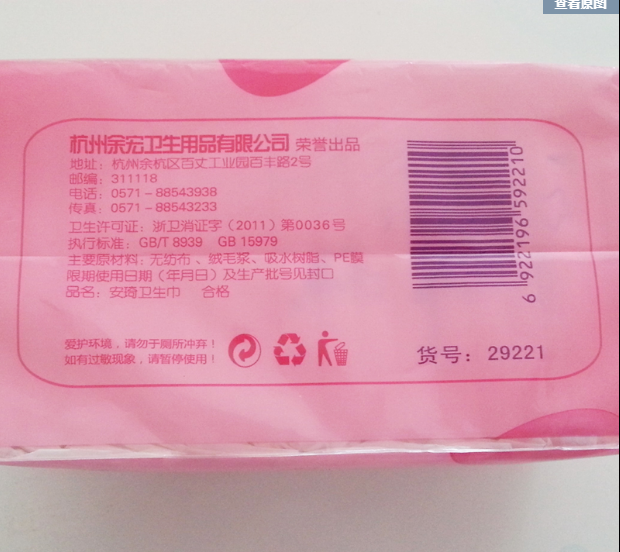 查看原图
杭州余宏卫生用品有限公司 荣誉出品
地址：杭州余杭区百丈工业园百丰路2号
邮编：311118
电话：0571-88543938
传真：0571-88543233
卫生许可证：浙卫消证字（2011）第0036号
执行标准：GB/T 8939 GB 15979
主要原材料：无纺布、绒毛浆、吸水树脂、PE膜
限期使用日期（年月日）及生产批号见封口
品名：安琦卫生巾 合格
爱护环境，请勿于厕所冲弃！
如有过敏现象，请暂停使用！
6 922196 592210
货号：29221